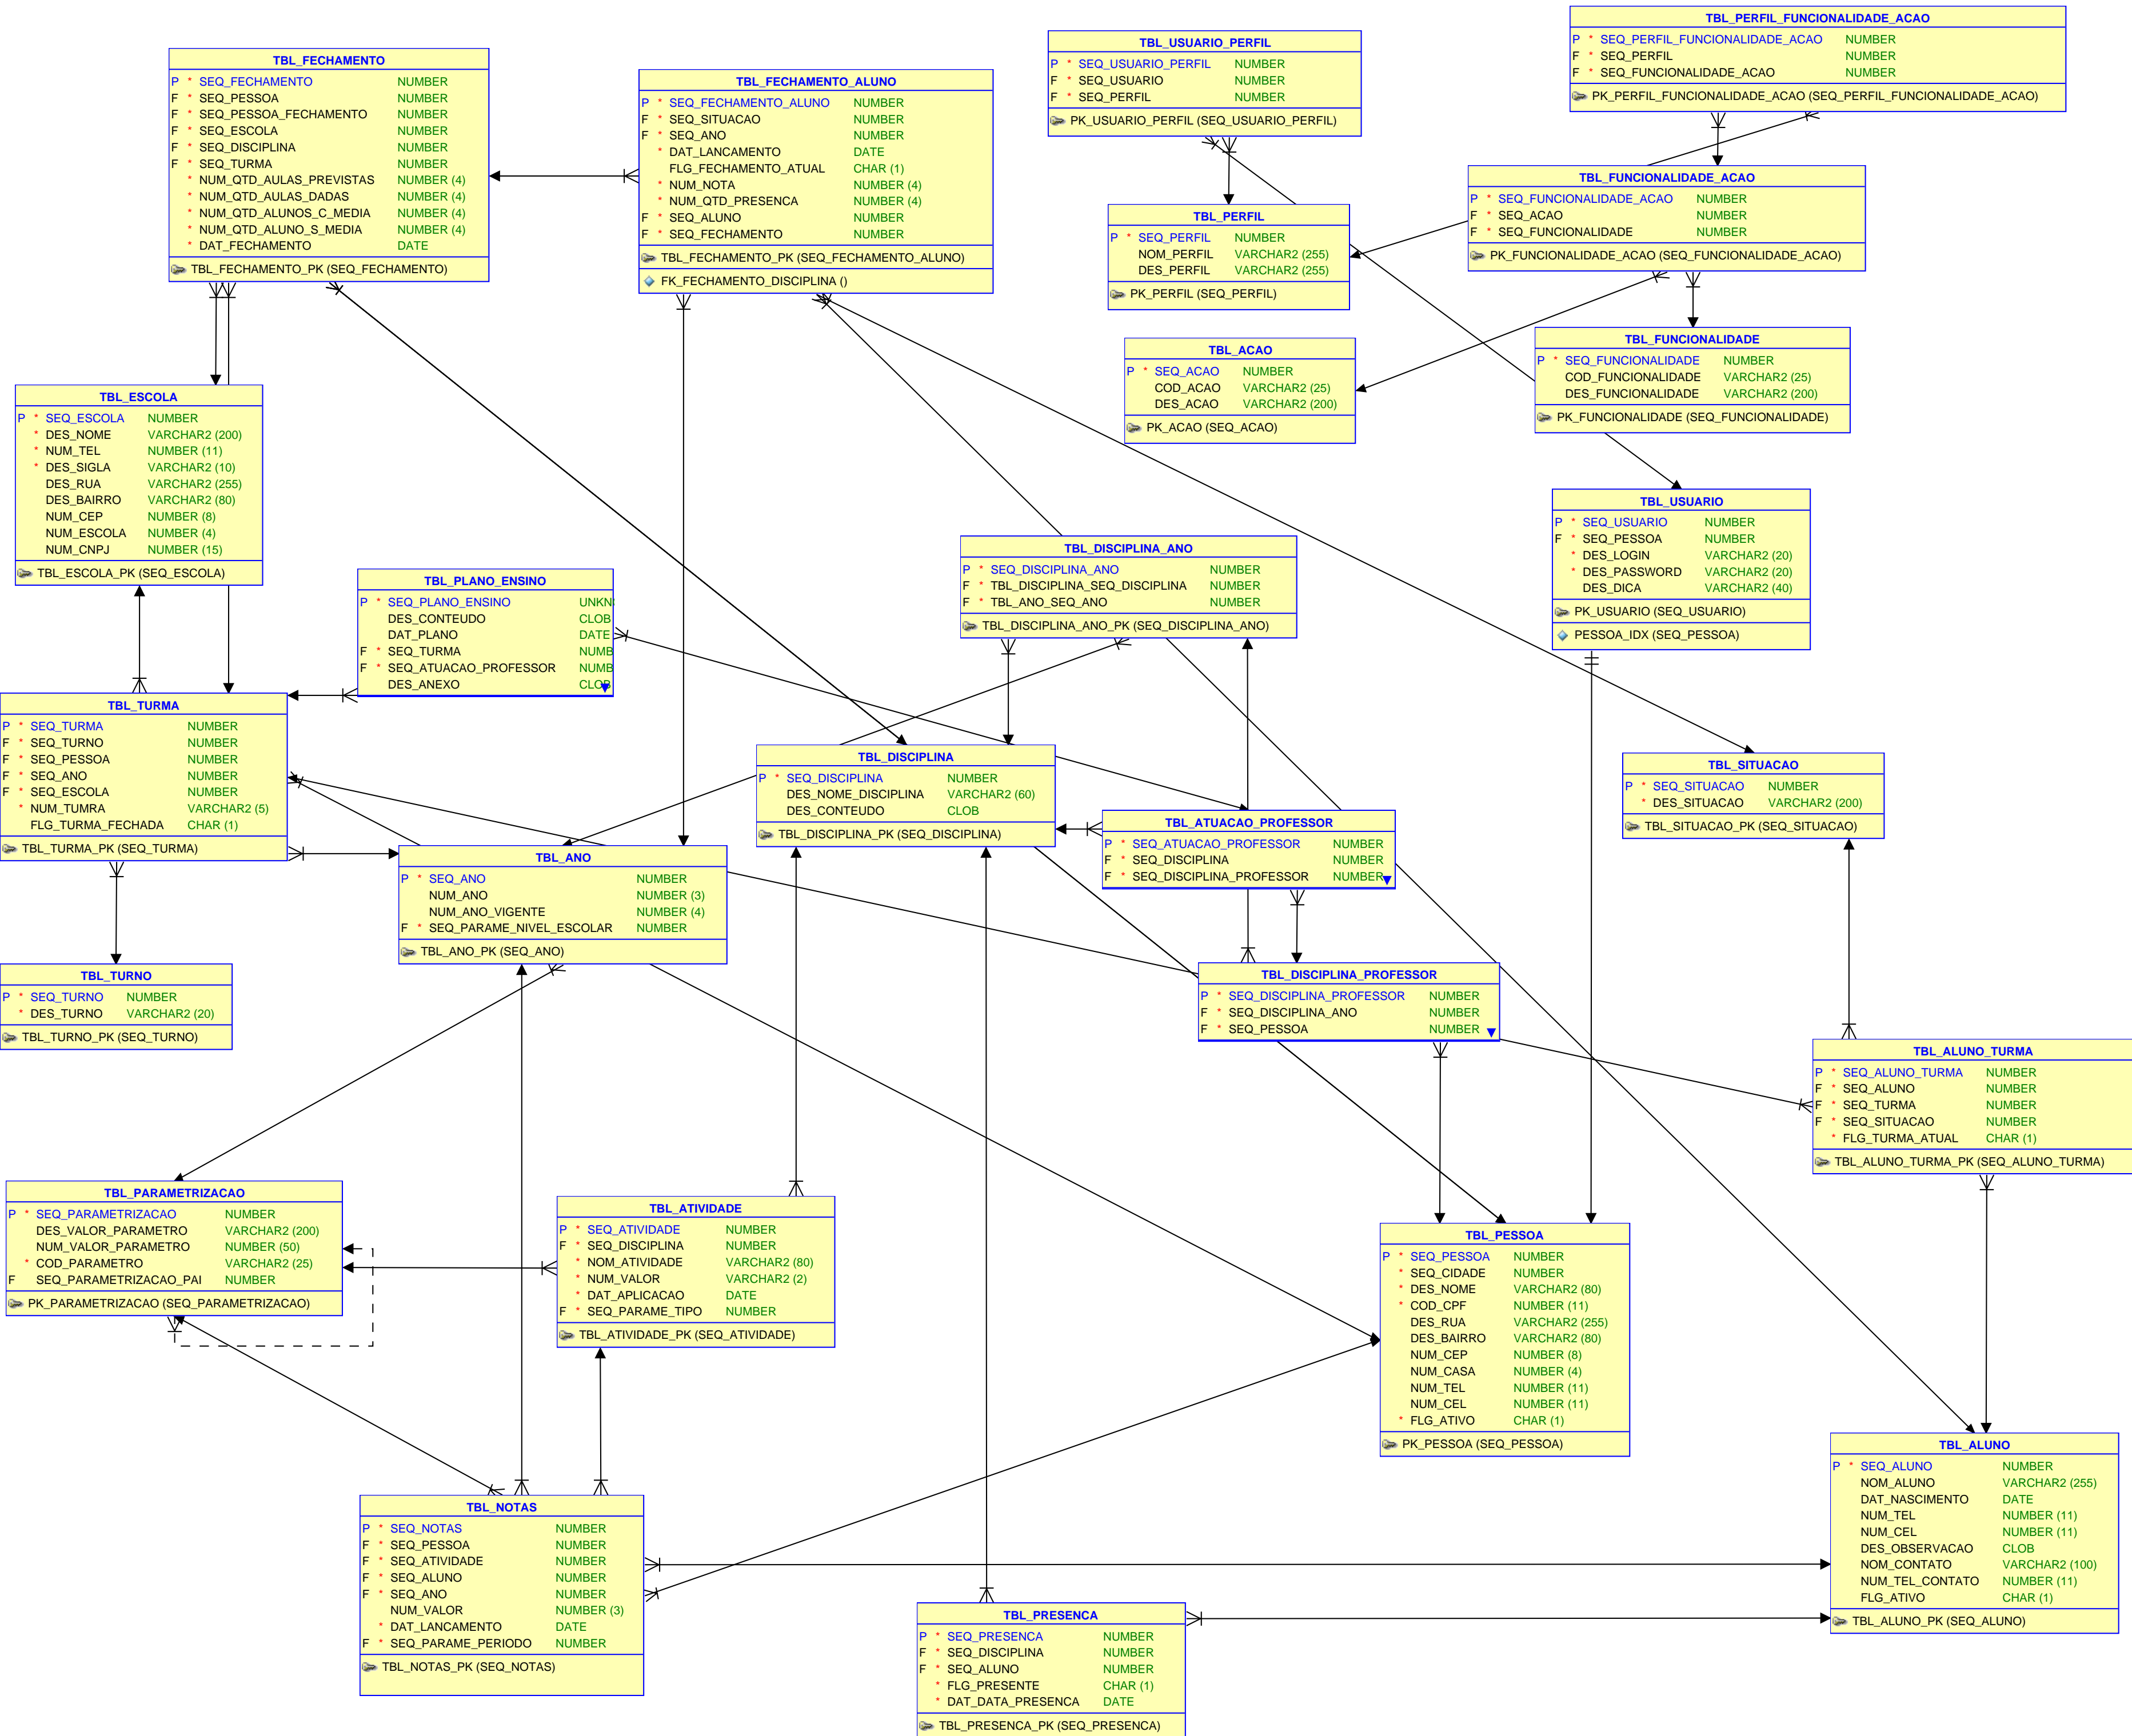 TBL_PERFIL_FUNCIONALIDADE_ACAO
P * SEQ_PERFIL_FUNCIONALIDADE_ACAO NUMBER
F * SEQ_PERFIL NUMBER
F * SEQ_FUNCIONALIDADE_ACAO NUMBER
PK_PERFIL_FUNCIONALIDADE_ACAO (SEQ_PERFIL_FUNCIONALIDADE_ACAO)
TBL_USUARIO_PERFIL
P * SEQ_USUARIO_PERFIL NUMBER
F * SEQ_USUARIO NUMBER
F * SEQ_PERFIL NUMBER
PK_USUARIO_PERFIL (SEQ_USUARIO_PERFIL)
TBL_FECHAMENTO
P * SEQ_FECHAMENTO NUMBER
F * SEQ_PESSOA NUMBER
F * SEQ_PESSOA_FECHAMENTO NUMBER
F * SEQ_ESCOLA NUMBER
F * SEQ_DISCIPLINA NUMBER
F * SEQ_TURMA NUMBER
* NUM_QTD_AULAS_PREVISTAS NUMBER (4)
* NUM_QTD_AULAS_DADAS NUMBER (4)
* NUM_QTD_ALUNOS_C_MEDIA NUMBER (4)
* NUM_QTD_ALUNO_S_MEDIA NUMBER (4)
* DAT_FECHAMENTO DATE
TBL_FECHAMENTO_PK (SEQ_FECHAMENTO)
TBL_FECHAMENTO_ALUNO
P * SEQ_FECHAMENTO_ALUNO NUMBER
F * SEQ_SITUACAO NUMBER
F * SEQ_ANO NUMBER
* DAT_LANCAMENTO DATE
FLG_FECHAMENTO_ATUAL CHAR (1)
* NUM_NOTA NUMBER (4)
* NUM_QTD_PRESENCA NUMBER (4)
F * SEQ_ALUNO NUMBER
F * SEQ_FECHAMENTO NUMBER
TBL_FECHAMENTO_PK (SEQ_FECHAMENTO_ALUNO)
FK_FECHAMENTO_DISCIPLINA ()
TBL_FUNCIONALIDADE_ACAO
P * SEQ_FUNCIONALIDADE_ACAO NUMBER
F * SEQ_ACAO NUMBER
F * SEQ_FUNCIONALIDADE NUMBER
PK_FUNCIONALIDADE_ACAO (SEQ_FUNCIONALIDADE_ACAO)
TBL_PERFIL
P * SEQ_PERFIL NUMBER
NOM_PERFIL VARCHAR2 (255)
DES_PERFIL VARCHAR2 (255)
PK_PERFIL (SEQ_PERFIL)
TBL_FUNCIONALIDADE
P * SEQ_FUNCIONALIDADE NUMBER
COD_FUNCIONALIDADE VARCHAR2 (25)
DES_FUNCIONALIDADE VARCHAR2 (200)
PK_FUNCIONALIDADE (SEQ_FUNCIONALIDADE)
TBL_ACAO
P * SEQ_ACAO NUMBER
COD_ACAO VARCHAR2 (25)
DES_ACAO VARCHAR2 (200)
PK_ACAO (SEQ_ACAO)
TBL_ESCOLA
P * SEQ_ESCOLA NUMBER
* DES_NOME VARCHAR2 (200)
* NUM_TEL NUMBER (11)
* DES_SIGLA VARCHAR2 (10)
DES_RUA VARCHAR2 (255)
DES_BAIRRO VARCHAR2 (80)
NUM_CEP NUMBER (8)
NUM_ESCOLA NUMBER (4)
NUM_CNPJ NUMBER (15)
TBL_ESCOLA_PK (SEQ_ESCOLA)
TBL_USUARIO
P * SEQ_USUARIO NUMBER
F * SEQ_PESSOA NUMBER
* DES_LOGIN VARCHAR2 (20)
* DES_PASSWORD VARCHAR2 (20)
DES_DICA VARCHAR2 (40)
PK_USUARIO (SEQ_USUARIO)
PESSOA_IDX (SEQ_PESSOA)
TBL_DISCIPLINA_ANO
P * SEQ_DISCIPLINA_ANO NUMBER
F * TBL_DISCIPLINA_SEQ_DISCIPLINA NUMBER
F * TBL_ANO_SEQ_ANO NUMBER
TBL_DISCIPLINA_ANO_PK (SEQ_DISCIPLINA_ANO)
TBL_PLANO_ENSINO
P * SEQ_PLANO_ENSINO UNKN
DES_CONTEUDO CLOB
DAT_PLANO DATE
F * SEQ_TURMA NUMB
F * SEQ_ATUACAO_PROFESSOR NUMB
DES_ANEXO CLOB
TBL_TURMA
P * SEQ_TURMA NUMBER
F * SEQ_TURNO NUMBER
F * SEQ_PESSOA NUMBER
F * SEQ_ANO NUMBER
F * SEQ_ESCOLA NUMBER
* NUM_TUMRA VARCHAR2 (5)
FLG_TURMA_FECHADA CHAR (1)
TBL_TURMA_PK (SEQ_TURMA)
TBL_DISCIPLINA
P * SEQ_DISCIPLINA NUMBER
DES_NOME_DISCIPLINA VARCHAR2 (60)
DES_CONTEUDO CLOB
TBL_DISCIPLINA_PK (SEQ_DISCIPLINA)
TBL_SITUACAO
P * SEQ_SITUACAO NUMBER
* DES_SITUACAO VARCHAR2 (200)
TBL_SITUACAO_PK (SEQ_SITUACAO)
TBL_ATUACAO_PROFESSOR
P * SEQ_ATUACAO_PROFESSOR NUMBER
F * SEQ_DISCIPLINA NUMBER
F * SEQ_DISCIPLINA_PROFESSOR NUMBER
TBL_ANO
P * SEQ_ANO NUMBER
NUM_ANO NUMBER (3)
NUM_ANO_VIGENTE NUMBER (4)
F * SEQ_PARAME_NIVEL_ESCOLAR NUMBER
TBL_ANO_PK (SEQ_ANO)
TBL_TURNO
P * SEQ_TURNO NUMBER
* DES_TURNO VARCHAR2 (20)
TBL_TURNO_PK (SEQ_TURNO)
TBL_DISCIPLINA_PROFESSOR
P * SEQ_DISCIPLINA_PROFESSOR NUMBER
F * SEQ_DISCIPLINA_ANO NUMBER
F * SEQ_PESSOA NUMBER
TBL_ALUNO_TURMA
P * SEQ_ALUNO_TURMA NUMBER
F * SEQ_ALUNO NUMBER
F * SEQ_TURMA NUMBER
F * SEQ_SITUACAO NUMBER
* FLG_TURMA_ATUAL CHAR (1)
TBL_ALUNO_TURMA_PK (SEQ_ALUNO_TURMA)
TBL_PARAMETRIZACAO
P * SEQ_PARAMETRIZACAO NUMBER
DES_VALOR_PARAMETRO VARCHAR2 (200)
NUM_VALOR_PARAMETRO NUMBER (50)
* COD_PARAMETRO VARCHAR2 (25)
F SEQ_PARAMETRIZACAO_PAI NUMBER
PK_PARAMETRIZACAO (SEQ_PARAMETRIZACAO)
TBL_ATIVIDADE
P * SEQ_ATIVIDADE NUMBER
F * SEQ_DISCIPLINA NUMBER
* NOM_ATIVIDADE VARCHAR2 (80)
* NUM_VALOR VARCHAR2 (2)
* DAT_APLICACAO DATE
F * SEQ_PARAME_TIPO NUMBER
TBL_ATIVIDADE_PK (SEQ_ATIVIDADE)
TBL_PESSOA
P * SEQ_PESSOA NUMBER
* SEQ_CIDADE NUMBER
* DES_NOME VARCHAR2 (80)
* COD_CPF NUMBER (11)
DES_RUA VARCHAR2 (255)
DES_BAIRRO VARCHAR2 (80)
NUM_CEP NUMBER (8)
NUM_CASA NUMBER (4)
NUM_TEL NUMBER (11)
NUM_CEL NUMBER (11)
* FLG_ATIVO CHAR (1)
PK_PESSOA (SEQ_PESSOA)
TBL_ALUNO
P * SEQ_ALUNO NUMBER
NOM_ALUNO VARCHAR2 (255)
DAT_NASCIMENTO DATE
NUM_TEL NUMBER (11)
NUM_CEL NUMBER (11)
DES_OBSERVACAO CLOB
NOM_CONTATO VARCHAR2 (100)
NUM_TEL_CONTATO NUMBER (11)
FLG_ATIVO CHAR (1)
TBL_ALUNO_PK (SEQ_ALUNO)
TBL_NOTAS
P * SEQ_NOTAS NUMBER
F * SEQ_PESSOA NUMBER
F * SEQ_ATIVIDADE NUMBER
F * SEQ_ALUNO NUMBER
F * SEQ_ANO NUMBER
NUM_VALOR NUMBER (3)
* DAT_LANCAMENTO DATE
F * SEQ_PARAME_PERIODO NUMBER
TBL_NOTAS_PK (SEQ_NOTAS)
TBL_PRESENCA
P * SEQ_PRESENCA NUMBER
F * SEQ_DISCIPLINA NUMBER
F * SEQ_ALUNO NUMBER
* FLG_PRESENTE CHAR (1)
* DAT_DATA_PRESENCA DATE
TBL_PRESENCA_PK (SEQ_PRESENCA)